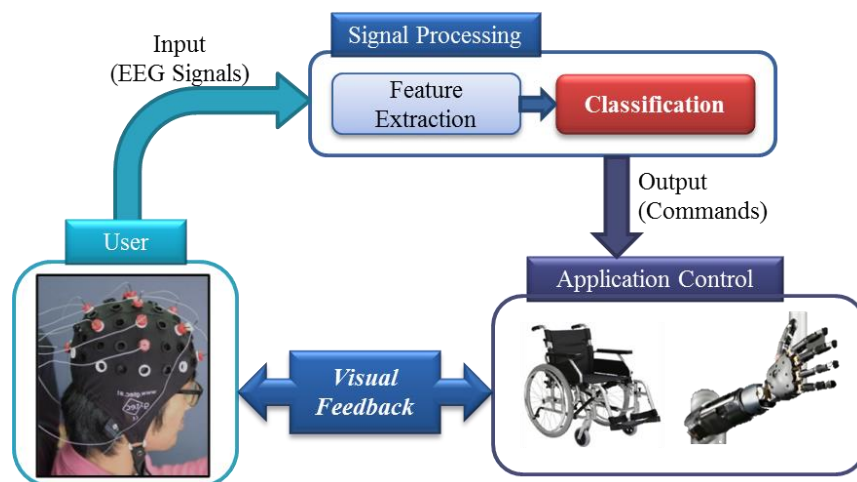 Signal Processing
Input
(EEG Signals)
Feature
Extraction
Classification
Output
(Commands)
User
Application Control
Visual
Feedback